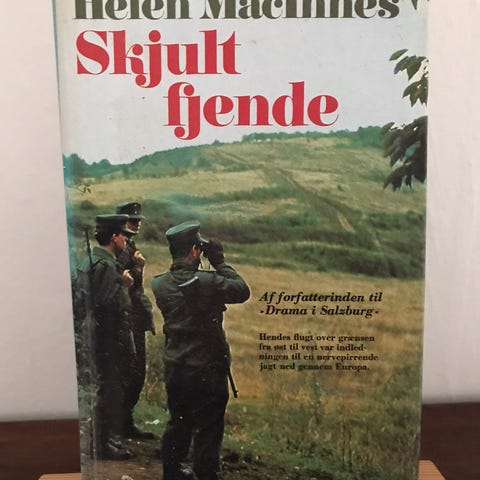 Helen MacInnes
Skjult
fjende
Af forfatterinden til
-Drama i Salzburg-
Hendes flugt over grænsen
fra øst til vest var indled-
ningen til en nervepirrende
jagt ned gennem Europa.